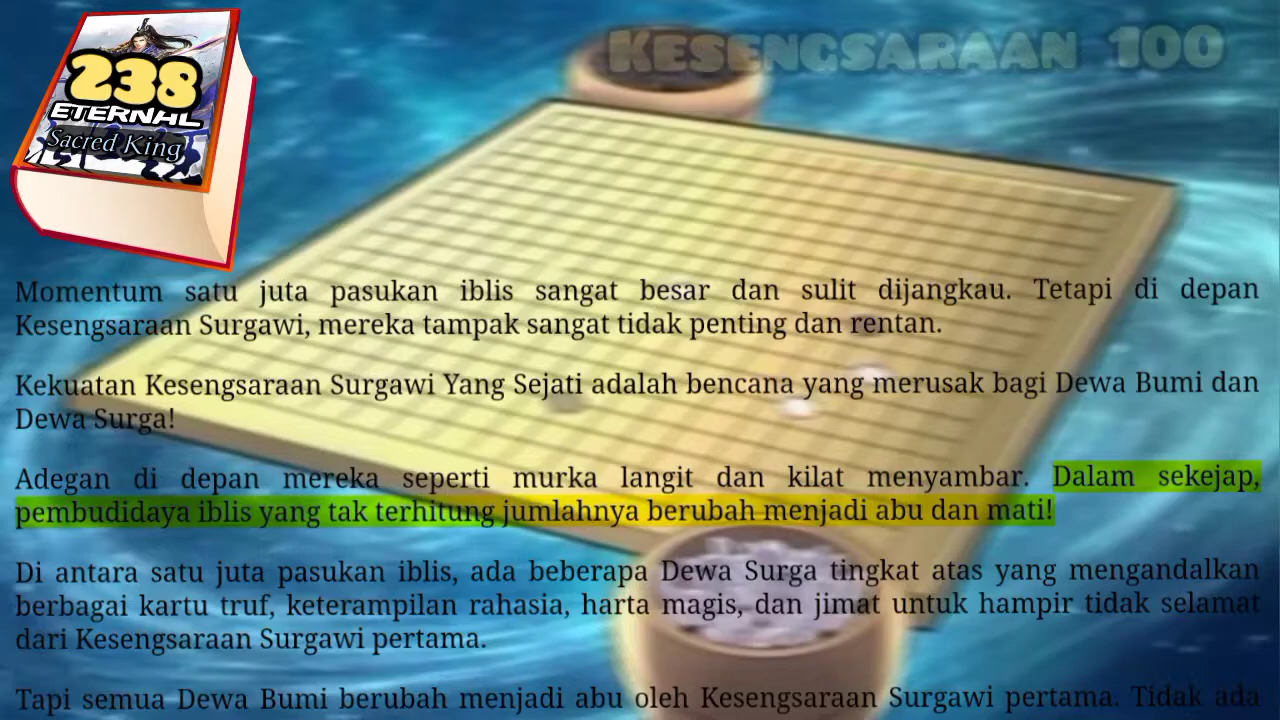 KESENGSARAAN 100
238
ETERNAL
Sacred King
Momentum satu juta pasukan iblis sangat besar dan sulit dijangkau. Tetapi di depan
Kesengsaraan Surgawi, mereka tampak sangat tidak penting dan rentan.
Kekuatan Kesengsaraan Surgawi Yang Sejati adalah bencana yang merusak bagi Dewa Bumi dan
Dewa Surga!
Adegan di depan mereka seperti murka langit dan kilat menyambar. Dalam sekejap,
pembudidaya iblis yang tak terhitung jumlahnya berubah menjadi abu dan mati!
Di antara satu juta pasukan iblis, ada beberapa Dewa Surga tingkat atas yang mengandalkan
berbagai kartu truf, keterampilan rahasia, harta magis, dan jimat untuk hampir tidak selamat
dari Kesengsaraan Surgawi pertama.
Tapi semua Dewa Bumi berubah menjadi abu oleh Kesengsaraan Surgawi pertama. Tidak ada